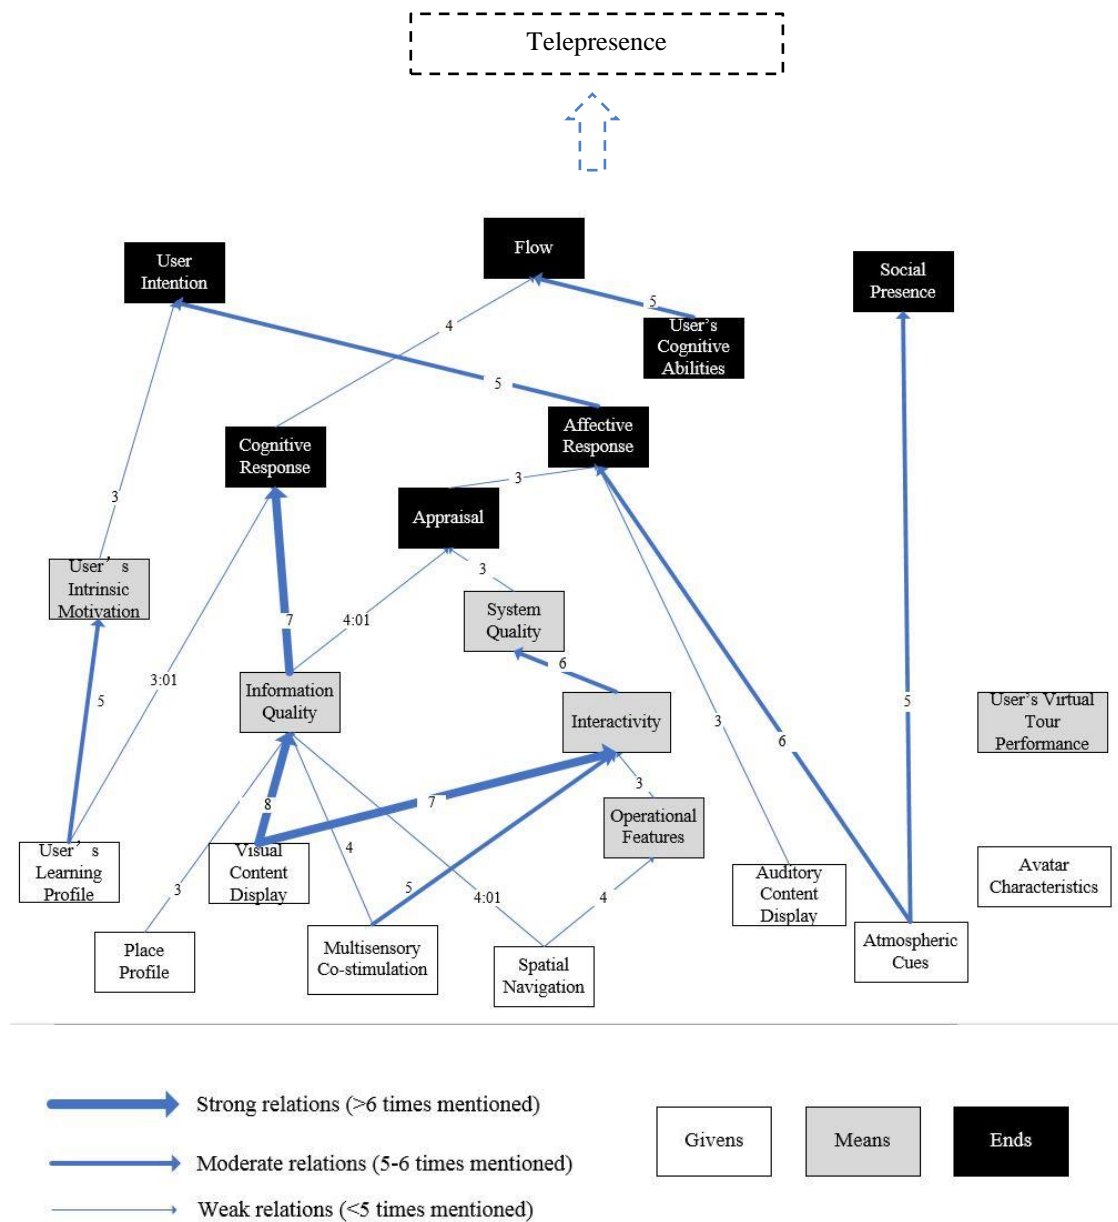 Telepresence
User
Intention
Flow
Social
Presence
5
User's
Cognitive
Abilities
4
5
Cognitive
Response
Affective
Response
3
Appraisal
3
3
User's
Intrinsic
Motivation
System
Quality
7
4:01
6
3:01
5
Information
Quality
Interactivity
3
6
5
User's Virtual
Tour
Performance
8
7
3
Operational
Features
User's
Learning
Profile
Visual
Content
Display
4
3
5
4:01
4
Auditory
Content
Display
Avatar
Characteristics
Place
Profile
Multisensory
Co-stimulation
Spatial
Navigation
Atmospheric
Cues
Strong relations (>6 times mentioned)
Moderate relations (5-6 times mentioned)
Weak relations (<5 times mentioned)
Givens
Means
Ends